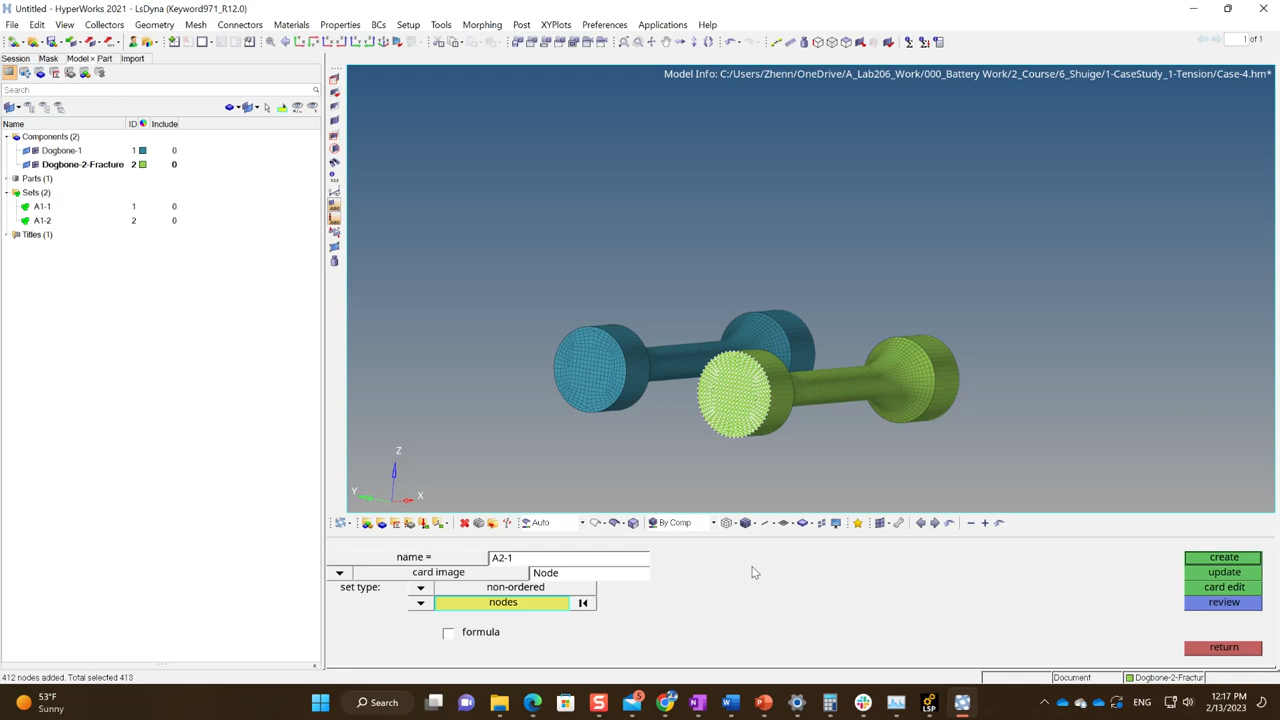 Untitled - HyperWorks 2021 - LsDyna (Keyword971_R12.0)
File Edit View Collectors Geometry Mesh Connectors Materials Properties BCs Setup Tools Morphing Post XYPlots Preferences Applications Help
1 of 1
Session Mask Model × Part Import
Model Info: C:/Users/Zhenn/OneDrive/A_Lab206_Work/000_Battery Work/2_Course/6_Shuige/1-CaseStudy_1-Tension/Case-4.hm*
Search
Name ID Include
Components (2)
Dogbone-1 1 0
Dogbone-2-Fracture 2 0
Parts (1)
Sets (2)
A1-1 1 0
A1-2 2 0
Titles (1)
Z
Y
X
Auto By Comp
name = A2-1 create
card image Node update
set type: non-ordered card edit
nodes review
formula
return
412 nodes added. Total selected 413 Document Dogbone-2-Fractur
53°F
Sunny
Search
5
LSP
ENG
12:17 PM
2/13/2023